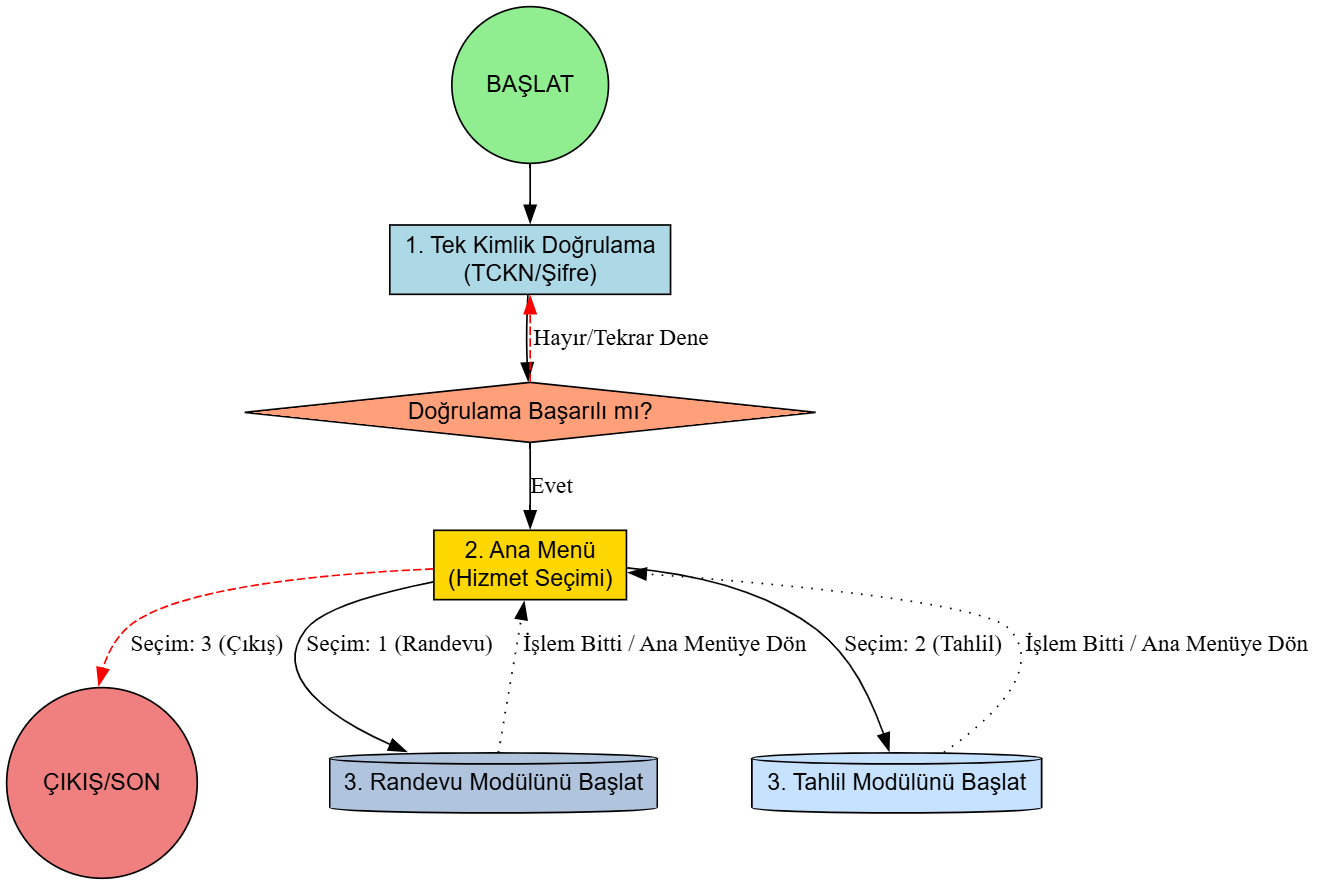 BAŞLAT
1. Tek Kimlik Doğrulama
(TCKN/Şifre)
Hayır/Tekrar Dene
Doğrulama Başarılı mı?
Evet
2. Ana Menü
(Hizmet Seçimi)
Seçim: 3 (Çıkış)
Seçim: 1 (Randevu)
İşlem Bitti / Ana Menüye Dön
Seçim: 2 (Tahlil)
İşlem Bitti / Ana Menüye Dön
ÇIKIŞ/SON
3. Randevu Modülünü Başlat
3. Tahlil Modülünü Başlat